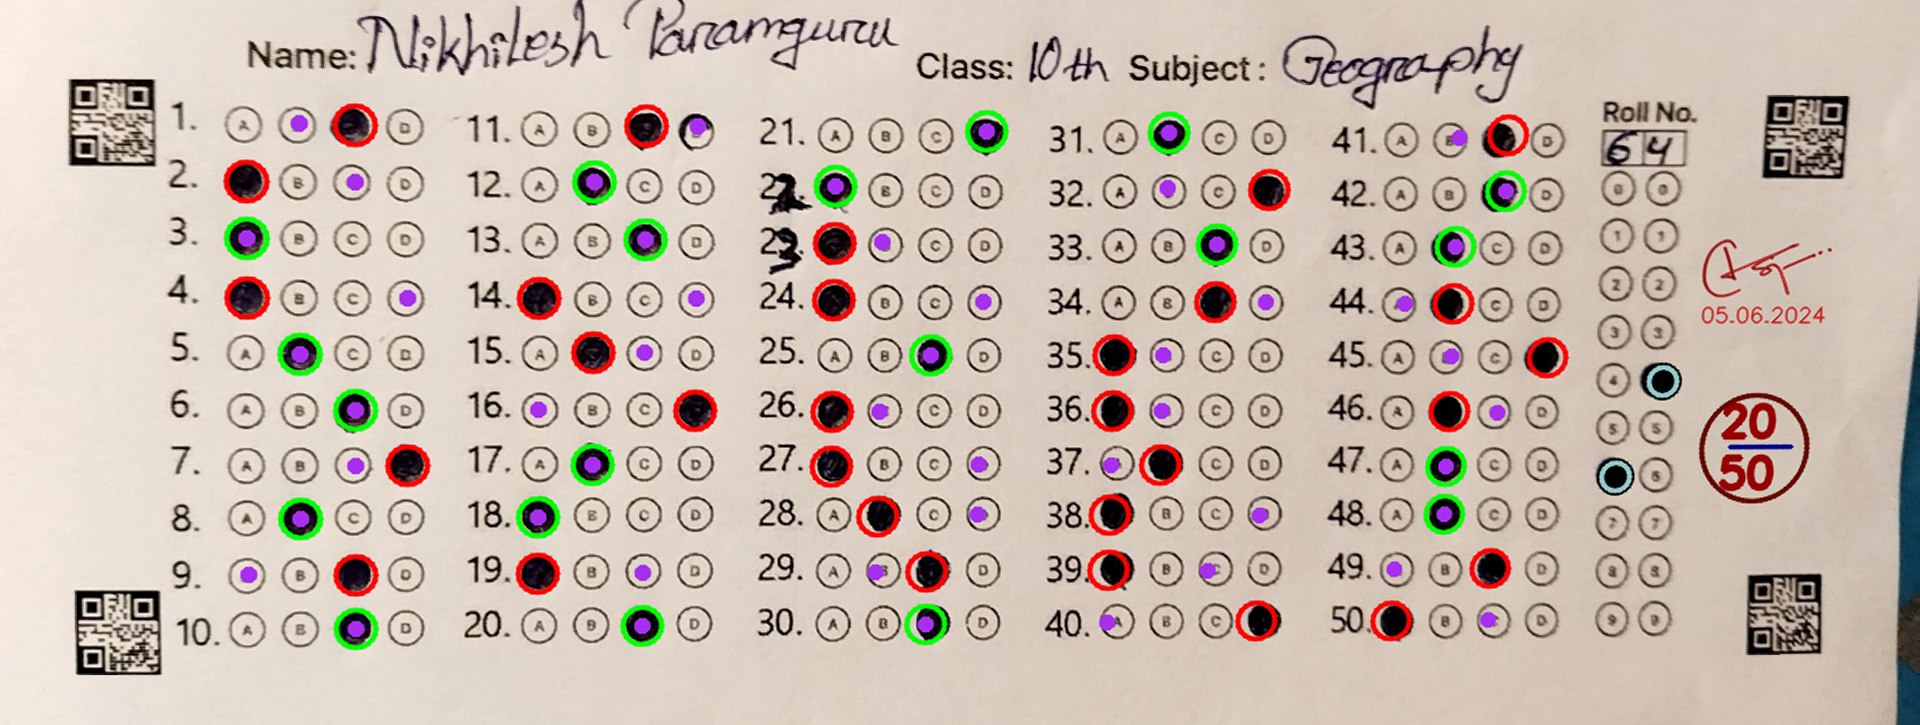 Name: Nikhilesh Paramguru Class: 10th Subject: Geography
1. A D 11. A B 21. A B C 31. A C D 41. A B D
Roll No.
64
2. B D 12. A C D 22. B C D 32. A C 42. A B D 0 0
3. B C D 13. A B D 23. C D 33. A B D 43. A C D 1 1
4. B C 14. B C 24. B C 34. A B 44. C D 2 2
05.06.2024
5. A C D 15. A D 25. A B D 35. C D 45. A C 3 3
6. A B D 16. B C 26. C D 36. C D 46. A D 4
5 5
20
50
7. A B 17. A C D 27. B C 37. C D 47. A C D 6
8. A C D 18. B C D 28. A C 38. B C 48. A C D 7 7
9. B D 19. B D 29. A B D 39. B C D 49. B D 8 8
10. A B D 20. A B D 30. A B D 40. A B C 50. B D 9 9